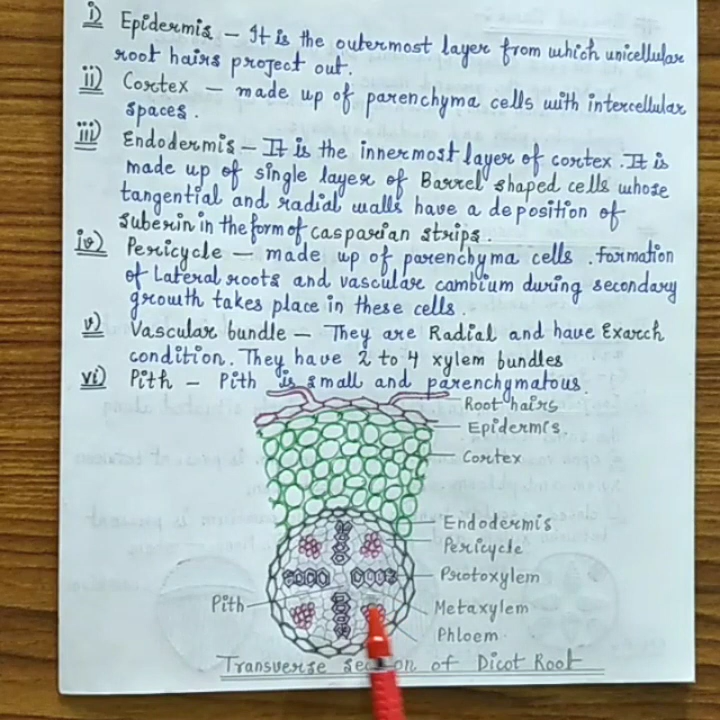 i) Epidermis – It is the outermost layer from which unicellular
root hairs project out.
ii) Cortex – made up of parenchyma cells with intercellular
spaces.
iii) Endodermis – It is the innermost layer of cortex. It is
made up of single layer of Barrel shaped cells whose
tangential and radial walls have a deposition of
suberin in the form of casparian strips.
iv) Pericycle – made up of parenchyma cells. Formation
of Lateral roots and vascular cambium during secondary
growth takes place in these cells.
v) Vascular bundle – They are Radial and have Exarch
condition. They have 2 to 4 xylem bundles
vi) Pith – Pith is small and parenchymatous.
Root hairs
Epidermis.
Cortex
Endodermis
Pericycle
Protoxylem
Pith
Metaxylem
Phloem
Transverse of Dicot Root